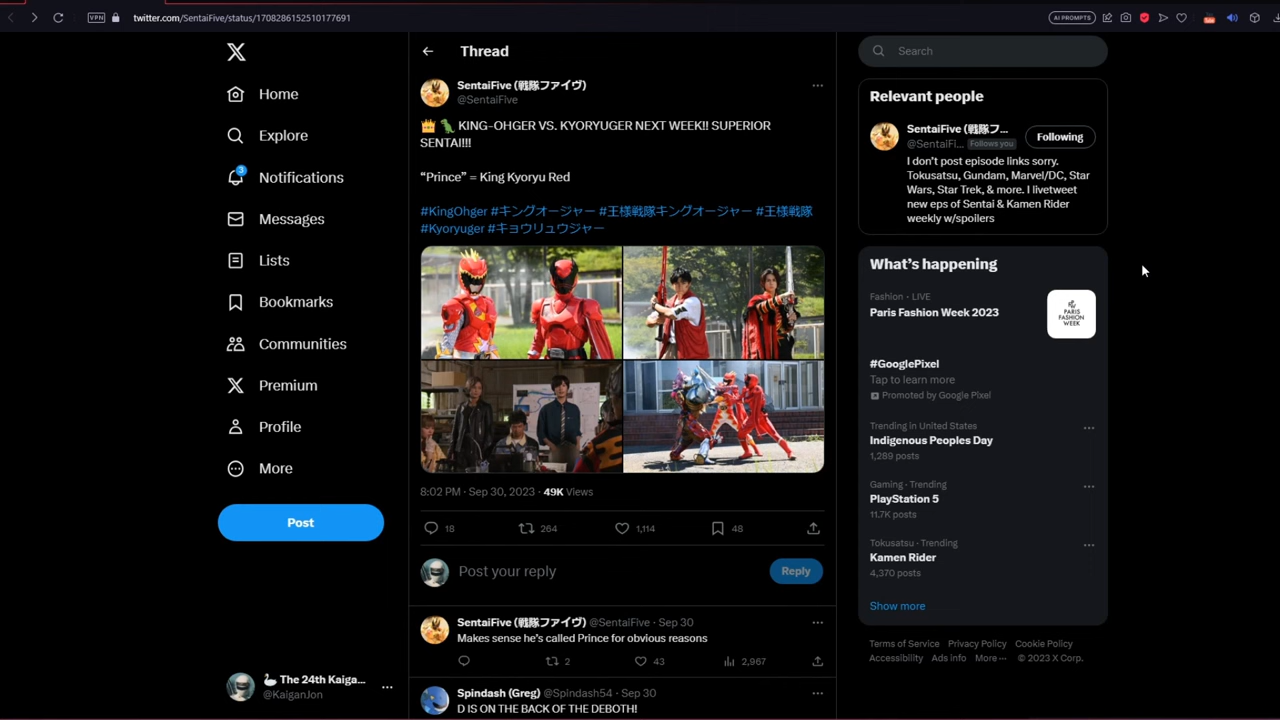 VPN
twitter.com/SentaiFive/status/1708286152510177691
AI PROMPTS
Home
Explore
3
Notifications
Messages
Lists
Bookmarks
Communities
Premium
Profile
More
Post
The 24th Kaiga...
@KaiganJon
Thread
SentaiFive (戦隊ファイヴ)
@SentaiFive
KING-OHGER VS. KYORYUGER NEXT WEEK!! SUPERIOR
SENTAI!!!
“Prince” = King Kyoryu Red
#KingOhger #キングオージャー #王様戦隊キングオージャー #王様戦隊
#Kyoryuger #キョウリュウジャー
8:02 PM · Sep 30, 2023 · 49K Views
18 264 1,114 48
Post your reply
Reply
SentaiFive (戦隊ファイヴ) @SentaiFive · Sep 30
Makes sense he's called Prince for obvious reasons
2 43 2,967
Spindash (Greg) @Spindash54 · Sep 30
D IS ON THE BACK OF THE DEBOTH!
Search
Relevant people
SentaiFive (戦隊フ...
@SentaiFi... Follows you
Following
I don't post episode links sorry.
Tokusatsu, Gundam, Marvel/DC, Star
Wars, Star Trek, & more. I livetweet
new eps of Sentai & Kamen Rider
weekly w/spoilers
What's happening
Fashion · LIVE
Paris Fashion Week 2023
PARIS
FASHION
WEEK
#GooglePixel
Tap to learn more
Promoted by Google Pixel
Trending in United States
Indigenous Peoples Day
1,289 posts
Gaming · Trending
PlayStation 5
11.7K posts
Tokusatsu · Trending
Kamen Rider
4,370 posts
Show more
Terms of Service Privacy Policy Cookie Policy
Accessibility Ads info More ··· © 2023 X Corp.